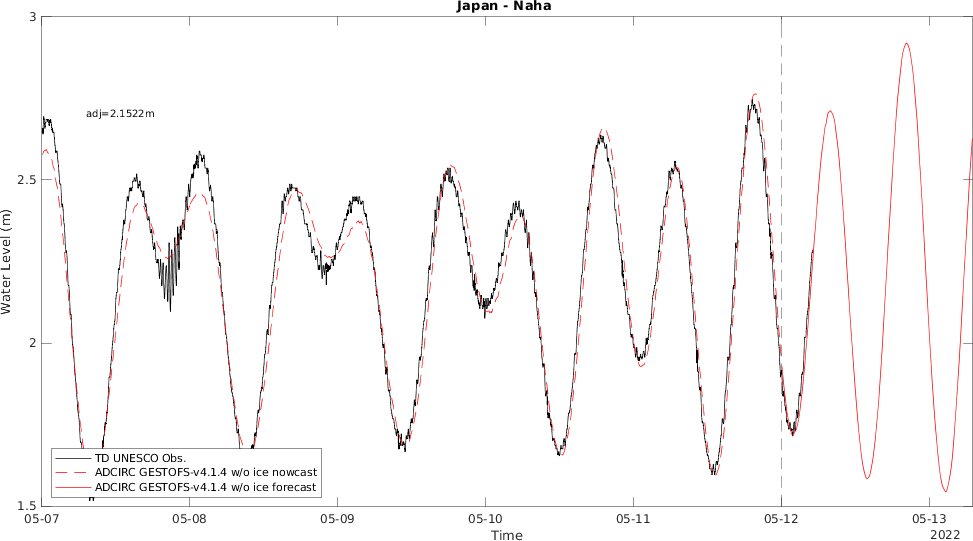 Japan - Naha
3
adj=2.1522m
2.5
Water Level (m)
2
TD UNESCO Obs.
ADCIRC GESTOFS-v4.1.4 w/o ice nowcast
ADCIRC GESTOFS-v4.1.4 w/o ice forecast
1.5
05-07 05-08 05-09 05-10 05-11 05-12 05-13
Time
2022